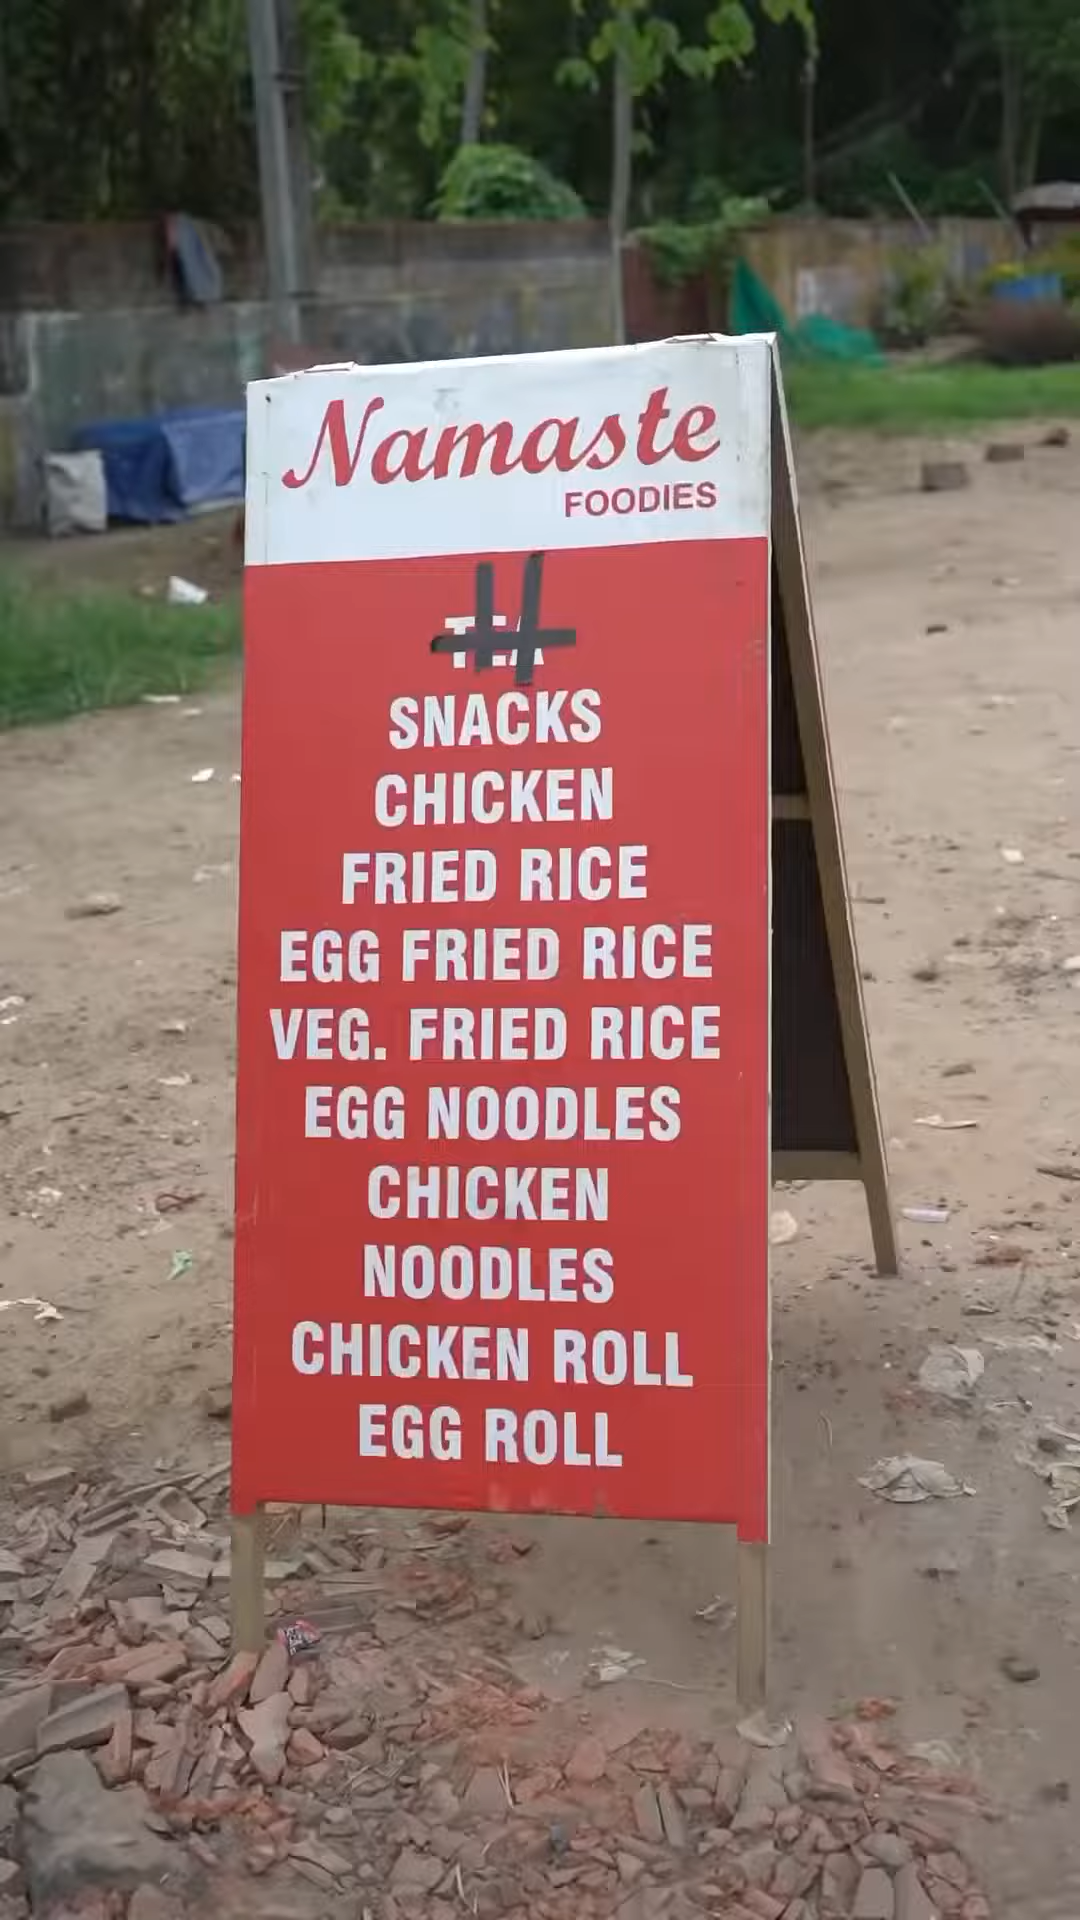 Namaste
FOODIES
TEA
SNACKS
CHICKEN
FRIED RICE
EGG FRIED RICE
VEG. FRIED RICE
EGG NOODLES
CHICKEN
NOODLES
CHICKEN ROLL
EGG ROLL